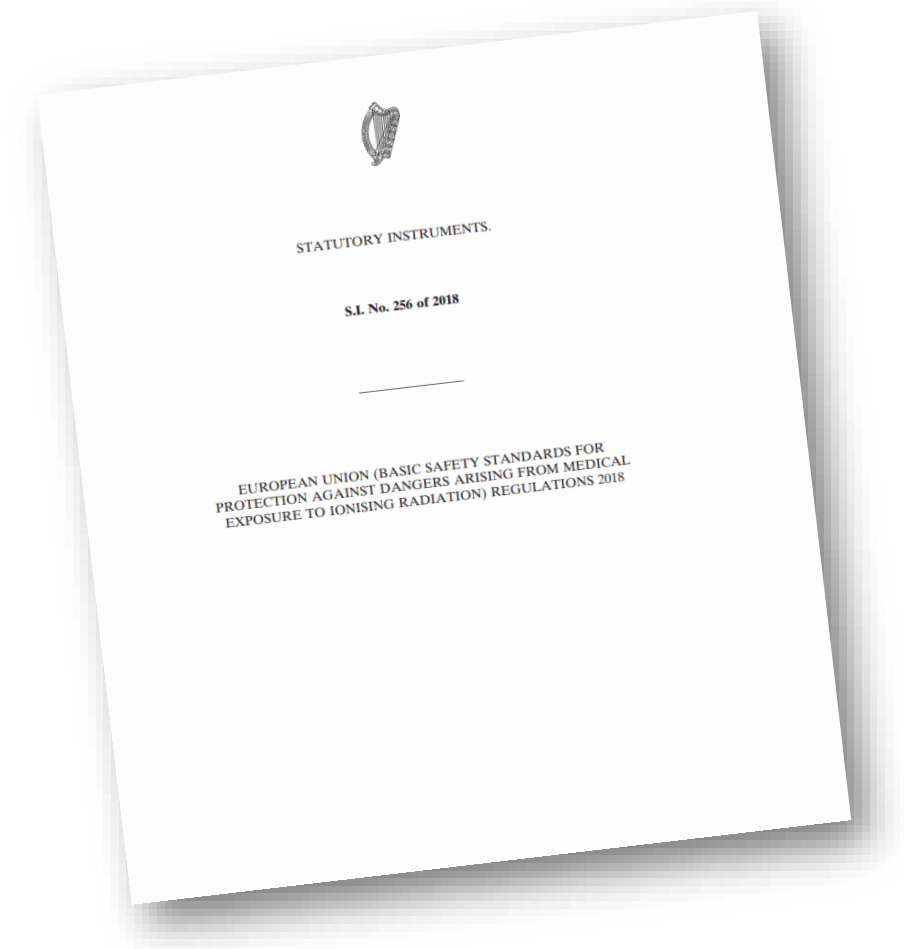 STATUTORY INSTRUMENTS.
S.I. No. 256 of 2018
EUROPEAN UNION (BASIC SAFETY STANDARDS FOR
PROTECTION AGAINST DANGERS ARISING FROM MEDICAL
EXPOSURE TO IONISING RADIATION) REGULATIONS 2018